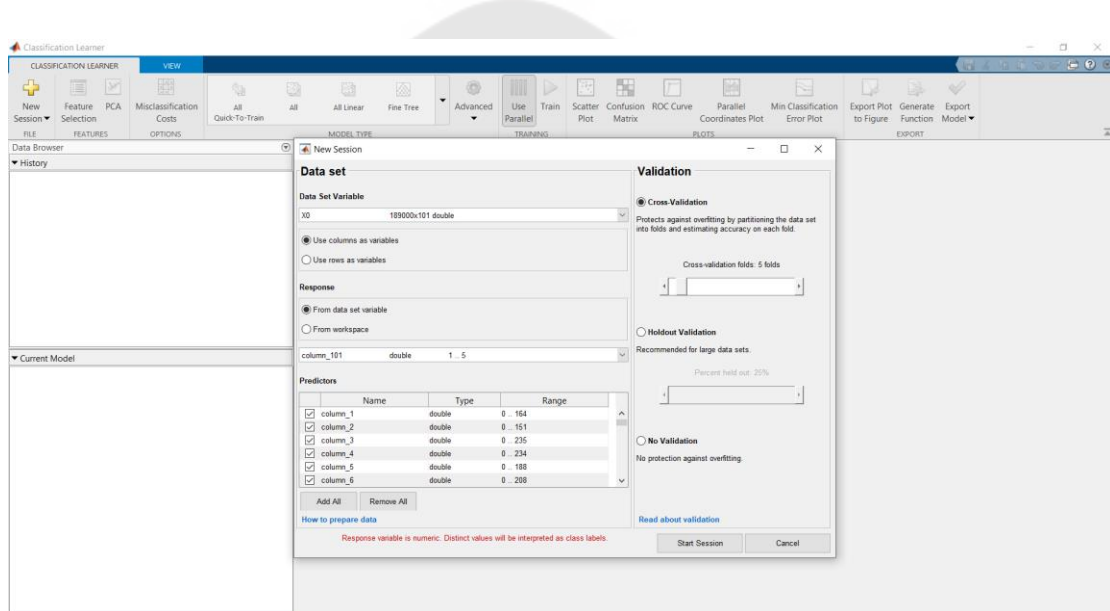 Classification Learner
CLASSIFICATION LEARNER VIEW
New Session
Feature Selection
PCA
Misclassification Costs
All Quick-To-Train
All
All Linear
Fine Tree
Advanced
Use Parallel
Train
Scatter Plot
Confusion Matrix
ROC Curve
Parallel Coordinates Plot
Min Classification Error Plot
Export Plot to Figure
Generate Function
Export Model
FILE FEATURES OPTIONS MODEL TYPE TRAINING PLOTS EXPORT
Data Browser
History
Current Model
New Session
Data set
Data Set Variable
X0 189000x101 double
Use columns as variables
Use rows as variables
Response
From data set variable
From workspace
column_101 double 1 .. 5
Predictors
Name Type Range
column_1 double 0 .. 164
column_2 double 0 .. 151
column_3 double 0 .. 235
column_4 double 0 .. 234
column_5 double 0 .. 188
column_6 double 0 .. 208
Add All Remove All
How to prepare data
Validation
Cross-Validation
Protects against overfitting by partitioning the data set
into folds and estimating accuracy on each fold.
Cross-validation folds: 5 folds
Holdout Validation
Recommended for large data sets.
Percent held out: 25%
No Validation
No protection against overfitting.
Read about validation
Response variable is numeric. Distinct values will be interpreted as class labels.
Start Session Cancel